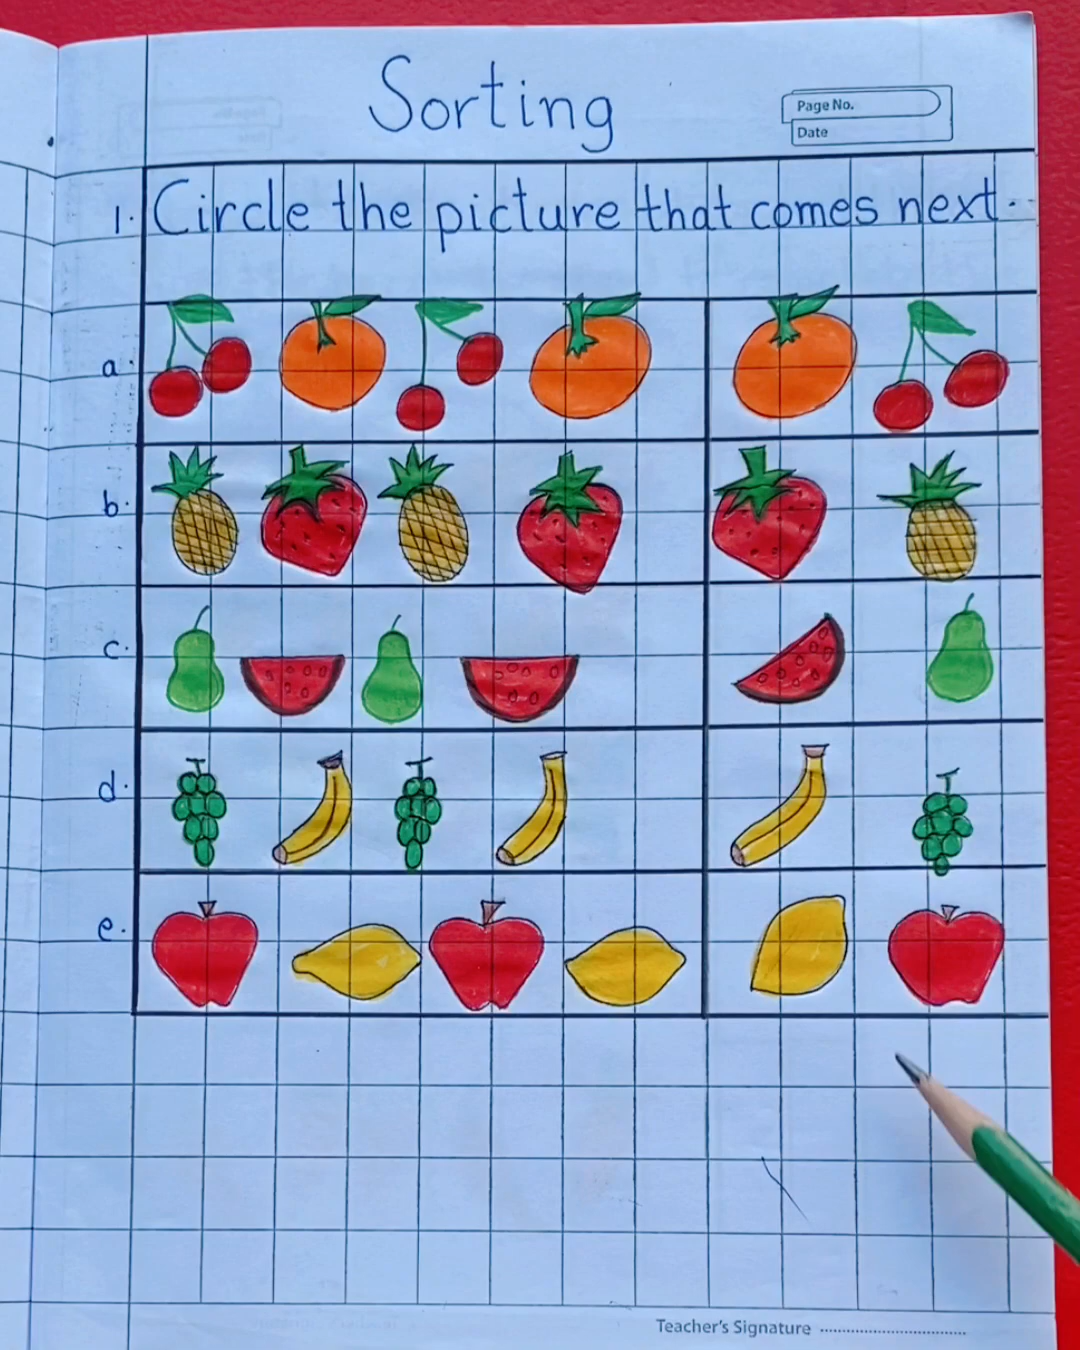 Sorting
Page No.
Date
1. Circle the picture that comes next.
a.
b.
c.
d.
e.
Teacher's Signature ................................